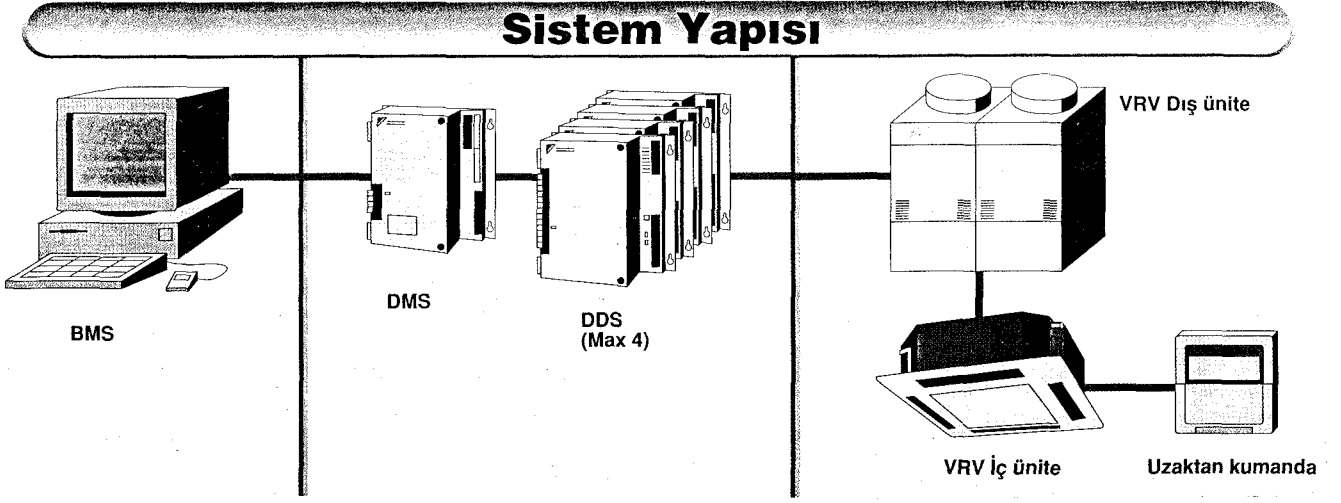 Sistem Yapısı
BMS
DMS
DDS
(Max 4)
VRV Dış ünite
VRV İç ünite
Uzaktan kumanda